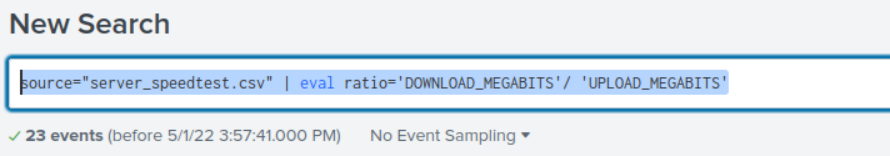 New Search
source="server_speedtest.csv" | eval ratio='DOWNLOAD_MEGABITS'/ 'UPLOAD_MEGABITS'
✓ 23 events (before 5/1/22 3:57:41.000 PM) No Event Sampling ▾